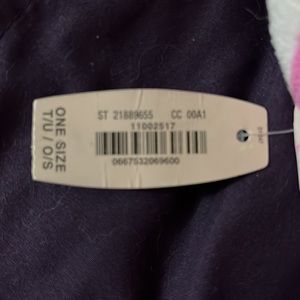 ST 21889655 CC 00A1
11002517
0667532069600
ONE SIZE
T/U / O/S